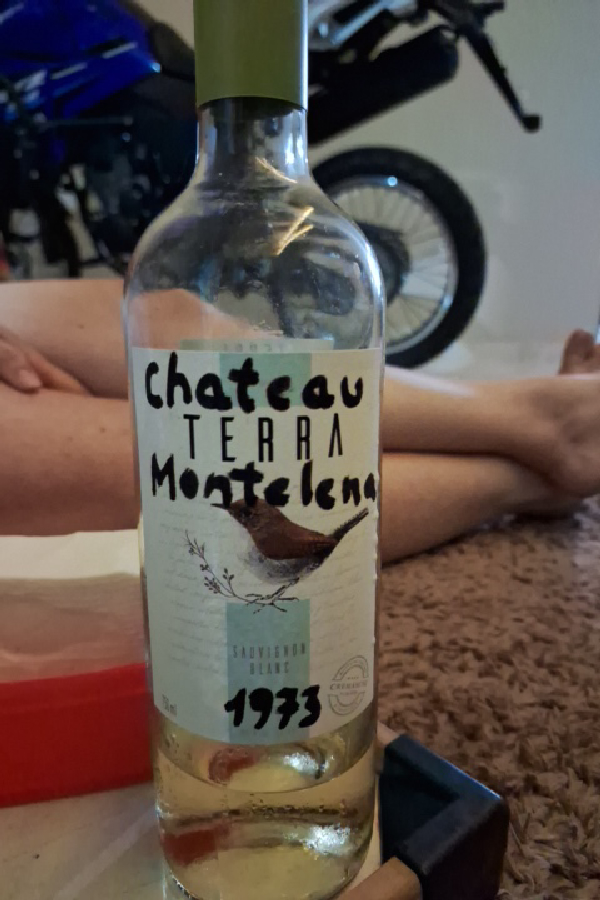 Chateau
TERRA
Montelena
SAUVIGNON
BLANC
1973